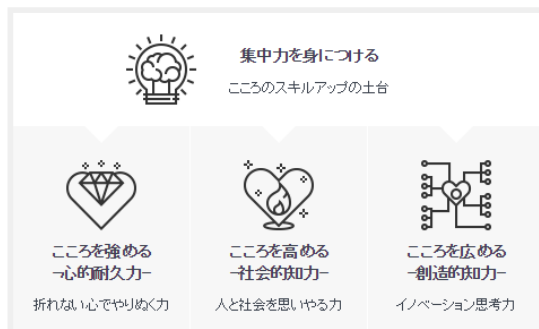 集中力を身につける
こころのスキルアップの土台
こころを強める
-心的耐久力-
折れない心でやりぬく力
こころを高める
-社会的知力-
人と社会を思いやる力
こころを広める
-創造的知力-
イノベーション思考力